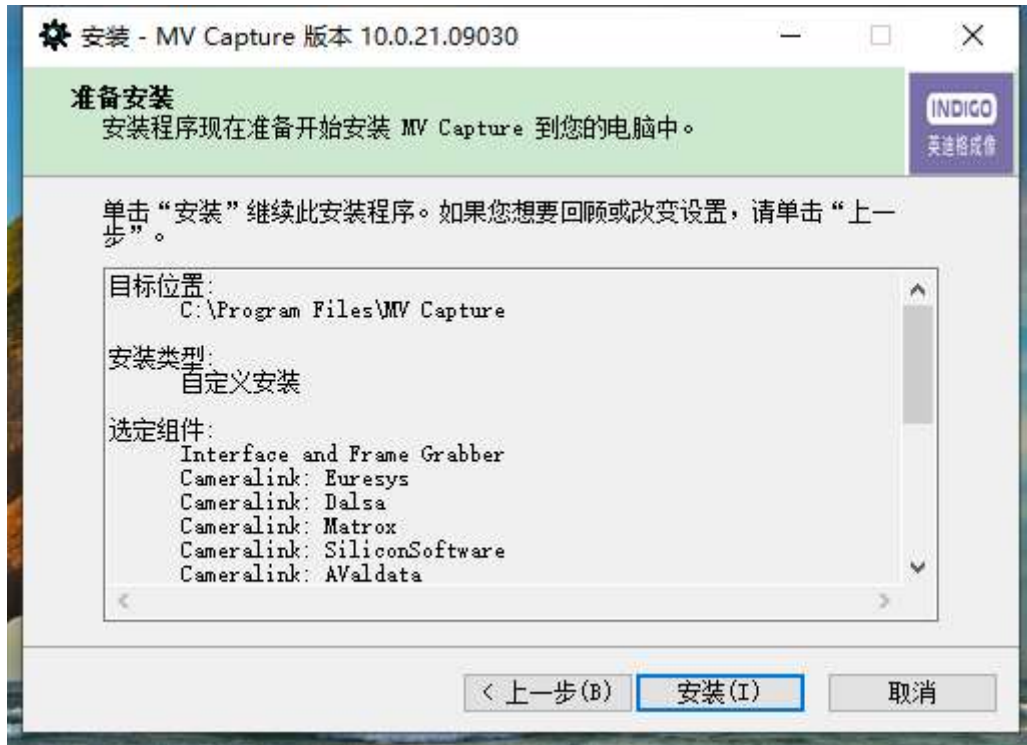 安装 - MV Capture 版本 10.0.21.09030
准备安装
安装程序现在准备开始安装 MV Capture 到您的电脑中。
INDIGO
英迪格成像
单击“安装”继续此安装程序。如果您想要回顾或改变设置，请单击“上一
步”。
目标位置:
C:\Program Files\MV Capture
安装类型:
自定义安装
选定组件:
Interface and Frame Grabber
Cameralink: Euresys
Cameralink: Dalsa
Cameralink: Matrox
Cameralink: SiliconSoftware
Cameralink: AValdata
< 上一步(B)
安装(I)
取消